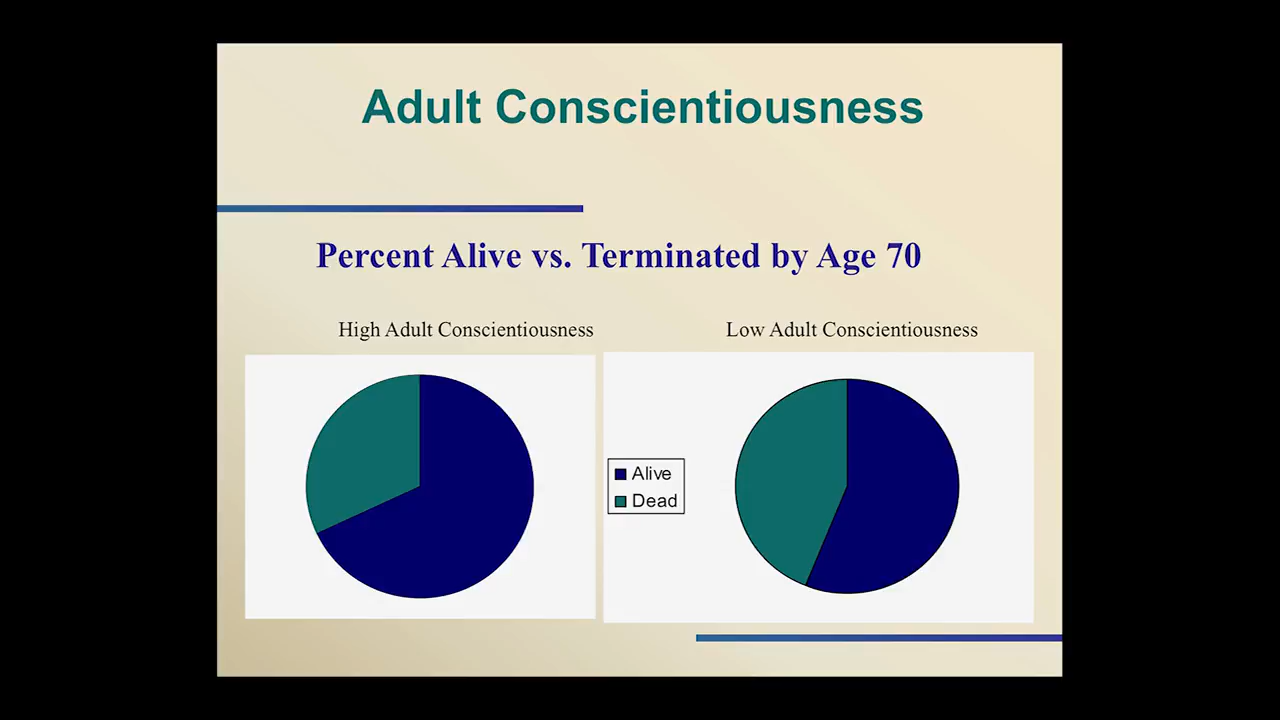 Adult Conscientiousness
Percent Alive vs. Terminated by Age 70
High Adult Conscientiousness
Low Adult Conscientiousness
Alive
Dead